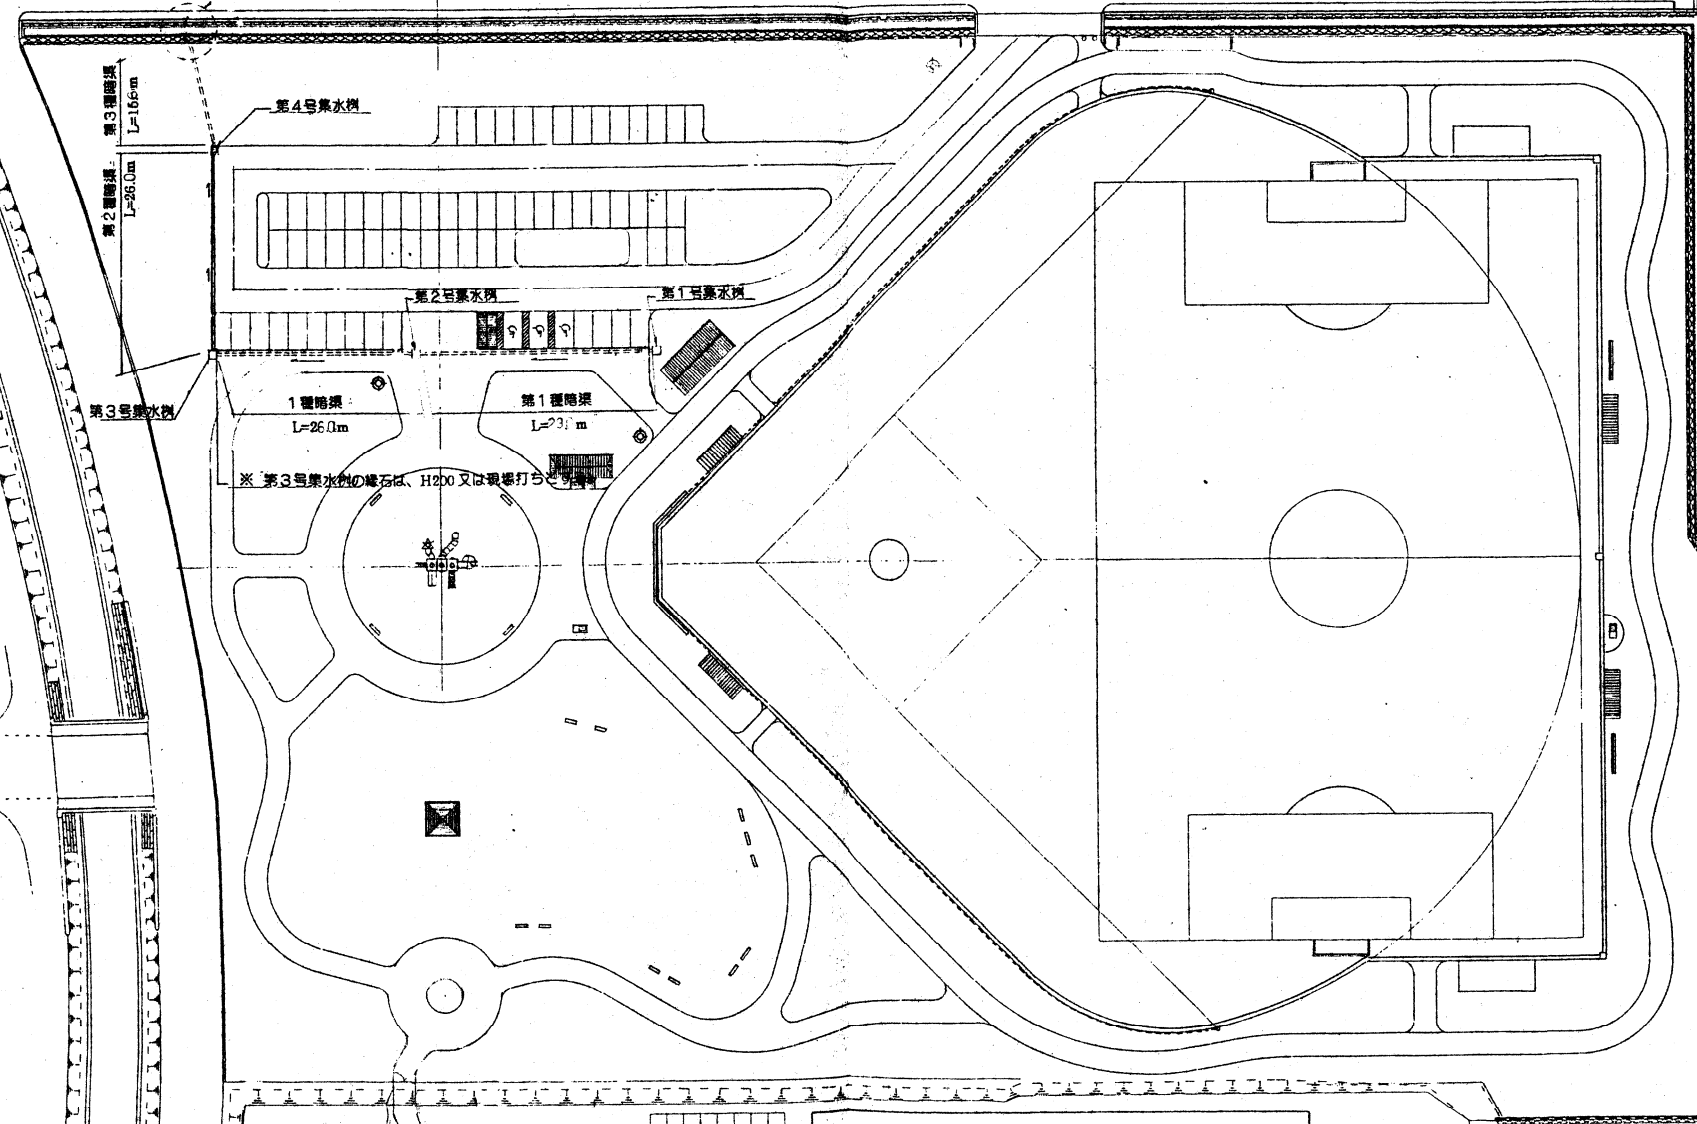 第3種暗渠
L=15.6m
第4号集水桝
第2種暗渠
L=26.0m
第2号集水桝
第1号集水桝
第3号集水桝
1種暗渠
L=26.0m
第1種暗渠
※ 第3号集水桝の縁石は、H200又は現場打ちとする